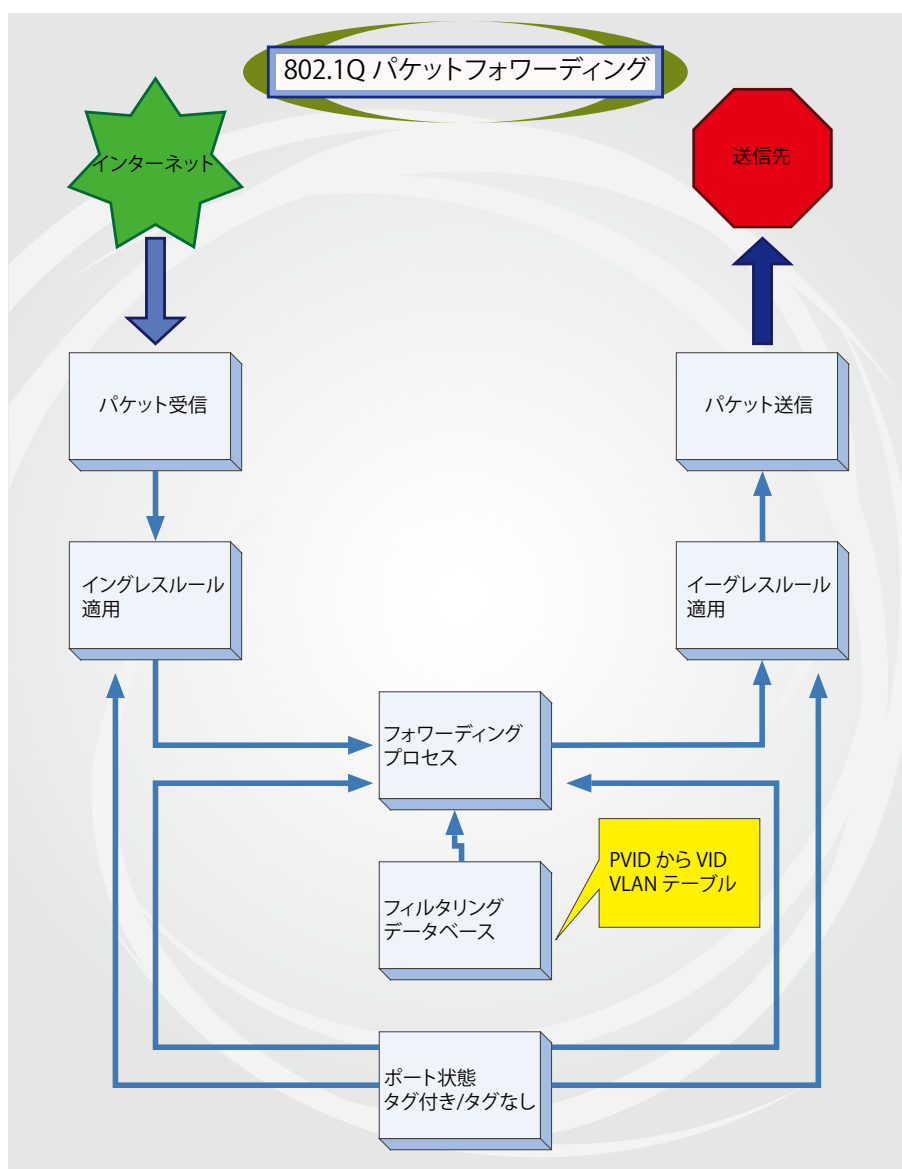 802.1Q パケットフォワーディング
インターネット
送信先
パケット受信
パケット送信
イングレスルール
適用
イーグレスルール
適用
フォワーディング
プロセス
PVID から VID
VLAN テーブル
フィルタリング
データベース
ポート状態
タグ付き/タグなし